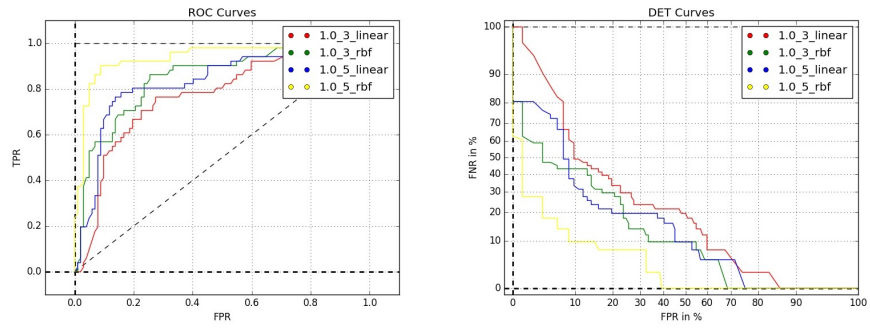 ROC Curves
1.0_3_linear
1.0_3_rbf
1.0_5_linear
1.0_5_rbf
TPR
1.0
0.8
0.6
0.4
0.2
0.0
0.0 0.2 0.4 0.6 0.8 1.0
FPR
DET Curves
1.0_3_linear
1.0_3_rbf
1.0_5_linear
1.0_5_rbf
FNR in %
100
90
80
70
60
50
40
30
20
10
0
0 10 20 30 40 50 60 70 80 90 100
FPR in %